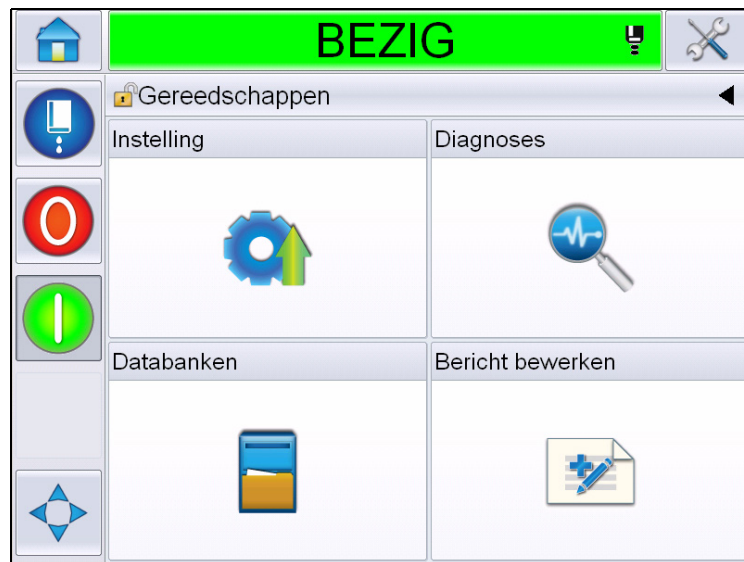 BEZIG
Gereedschappen
Instelling
Diagnoses
Databanken
Bericht bewerken